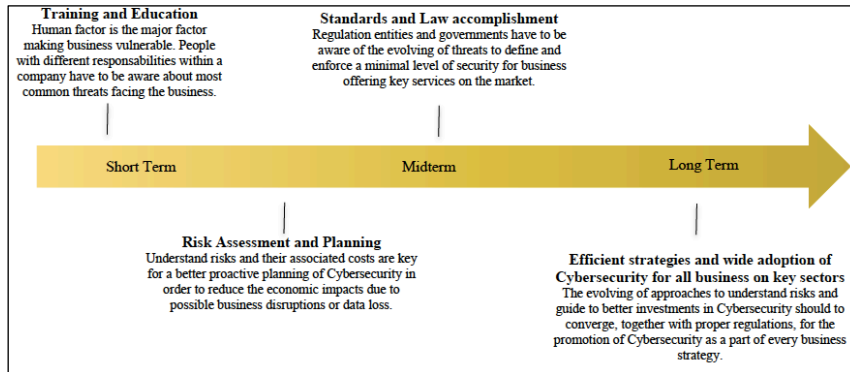 Training and Education
Human factor is the major factor
making business vulnerable. People
with different responsabilities within a
company have to be aware about most
common threats facing the business.
Standards and Law accomplishment
Regulation entities and governments have to be
aware of the evolving of threats to define and
enforce a minimal level of security for business
offering key services on the market.
Short Term
Midterm
Long Term
Risk Assessment and Planning
Understand risks and their associated costs are key
for a better proactive planning of Cybersecurity in
order to reduce the economic impacts due to
possible business disruptions or data loss.
Efficient strategies and wide adoption of
Cybersecurity for all business on key sectors
The evolving of approaches to understand risks and
guide to better investments in Cybersecurity should to
converge, together with proper regulations, for the
promotion of Cybersecurity as a part of every business
strategy.